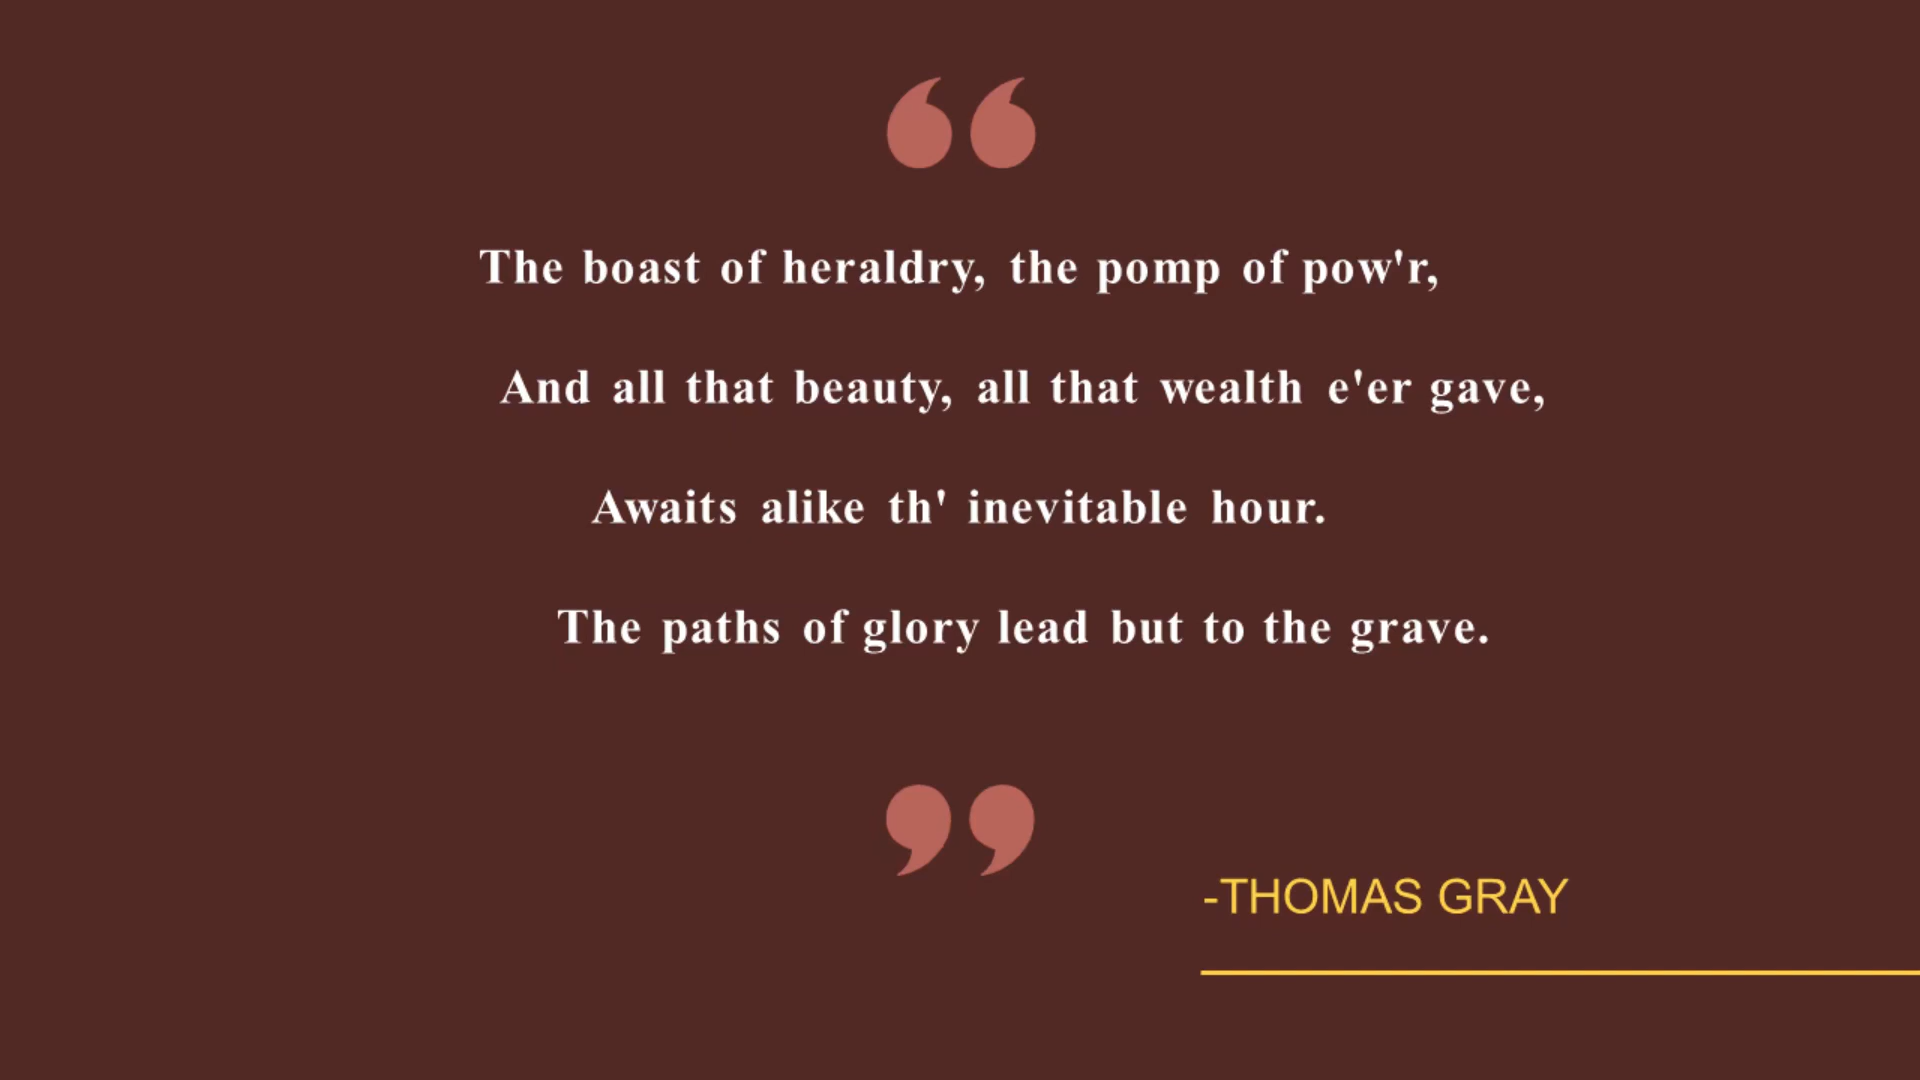 “
The boast of heraldry, the pomp of pow'r,
And all that beauty, all that wealth e'er gave,
Awaits alike th' inevitable hour.
The paths of glory lead but to the grave.
”
-THOMAS GRAY